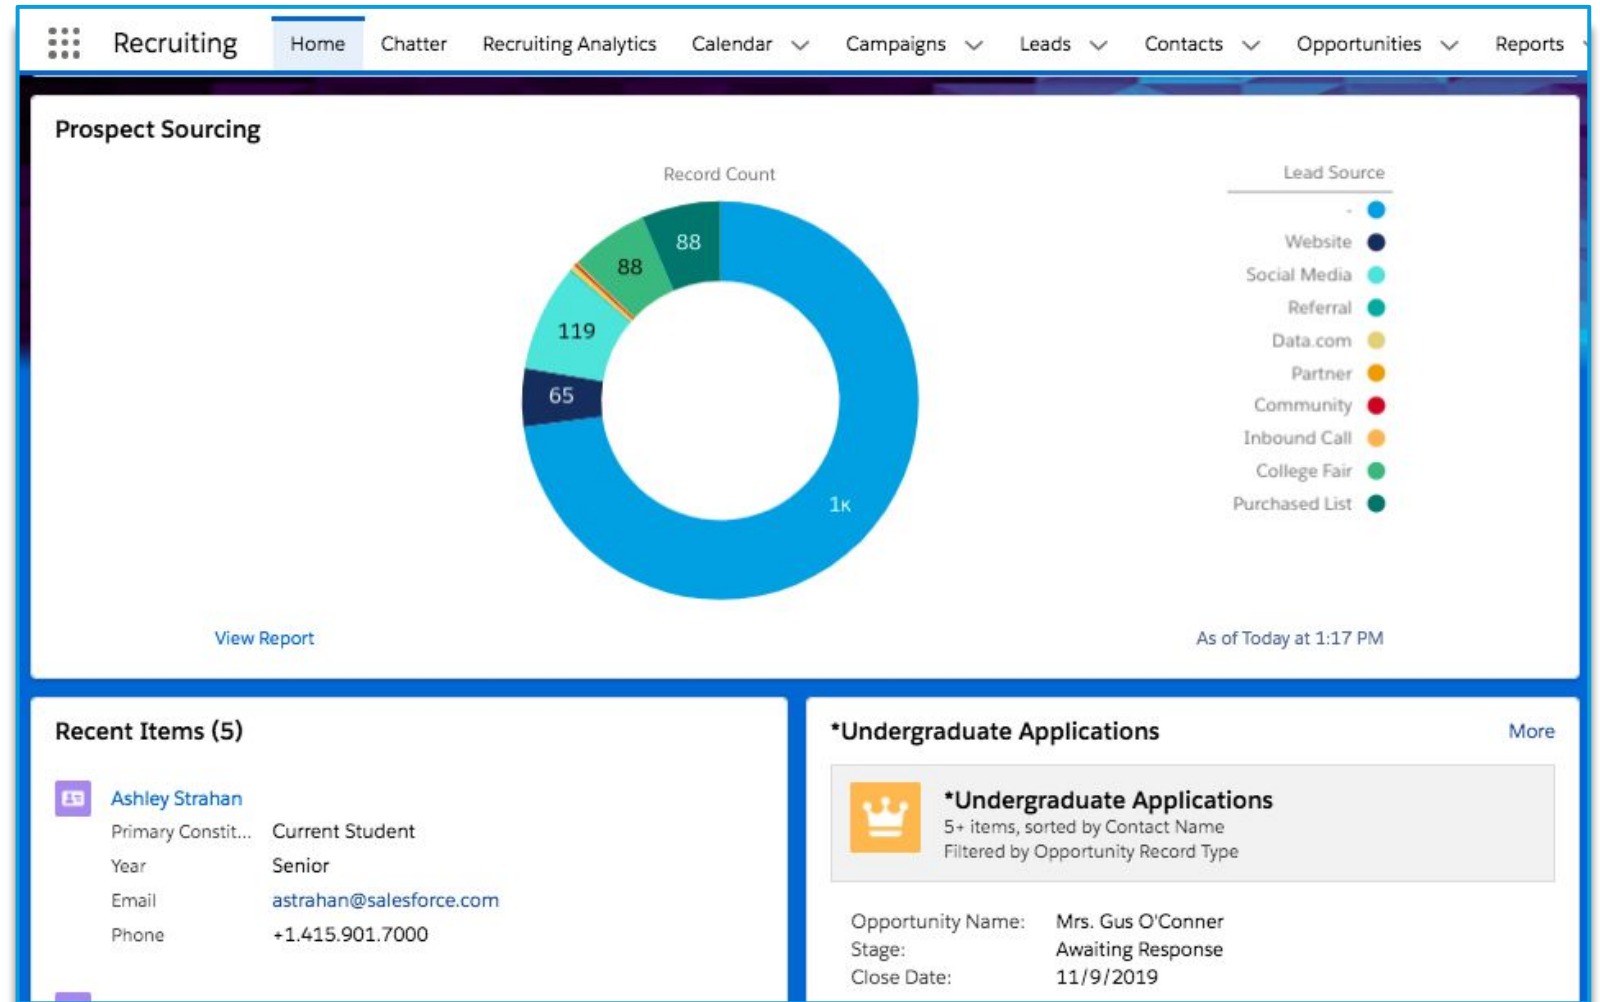 Recruiting Home Chatter Recruiting Analytics Calendar Campaigns Leads Contacts Opportunities Reports
Prospect Sourcing
Record Count
Lead Source
-
Website
Social Media
Referral
Data.com
Partner
Community
Inbound Call
College Fair
Purchased List
88
88
119
65
1K
View Report
As of Today at 1:17 PM
Recent Items (5)
Ashley Strahan
Primary Constit... Current Student
Year Senior
Email astrahan@salesforce.com
Phone +1.415.901.7000
*Undergraduate Applications More
*Undergraduate Applications
5+ items, sorted by Contact Name
Filtered by Opportunity Record Type
Opportunity Name: Mrs. Gus O'Conner
Stage: Awaiting Response
Close Date: 11/9/2019